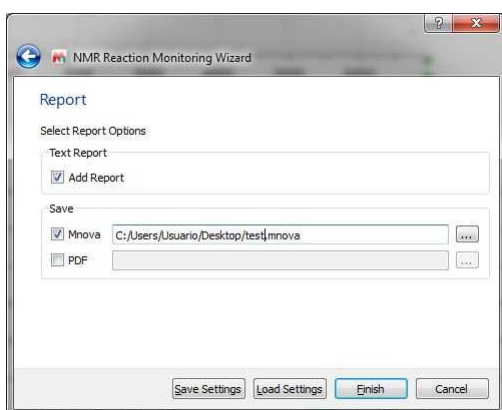 NMR Reaction Monitoring Wizard
Report
Select Report Options
Text Report
Add Report
Save
Mnova C:/Users/Usuario/Desktop/test.mnova ...
PDF ...
Save Settings Load Settings Finish Cancel